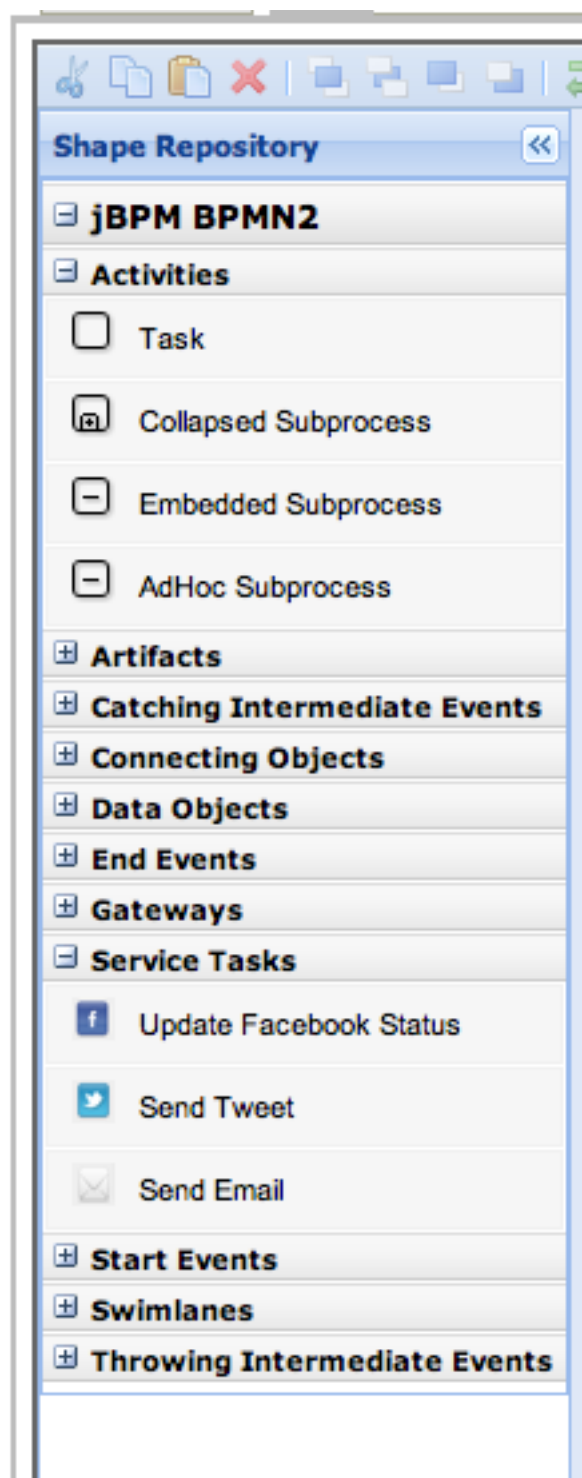 Shape Repository
jBPM BPMN2
Activities
Task
Collapsed Subprocess
Embedded Subprocess
AdHoc Subprocess
Artifacts
Catching Intermediate Events
Connecting Objects
Data Objects
End Events
Gateways
Service Tasks
Update Facebook Status
Send Tweet
Send Email
Start Events
Swimlanes
Throwing Intermediate Events